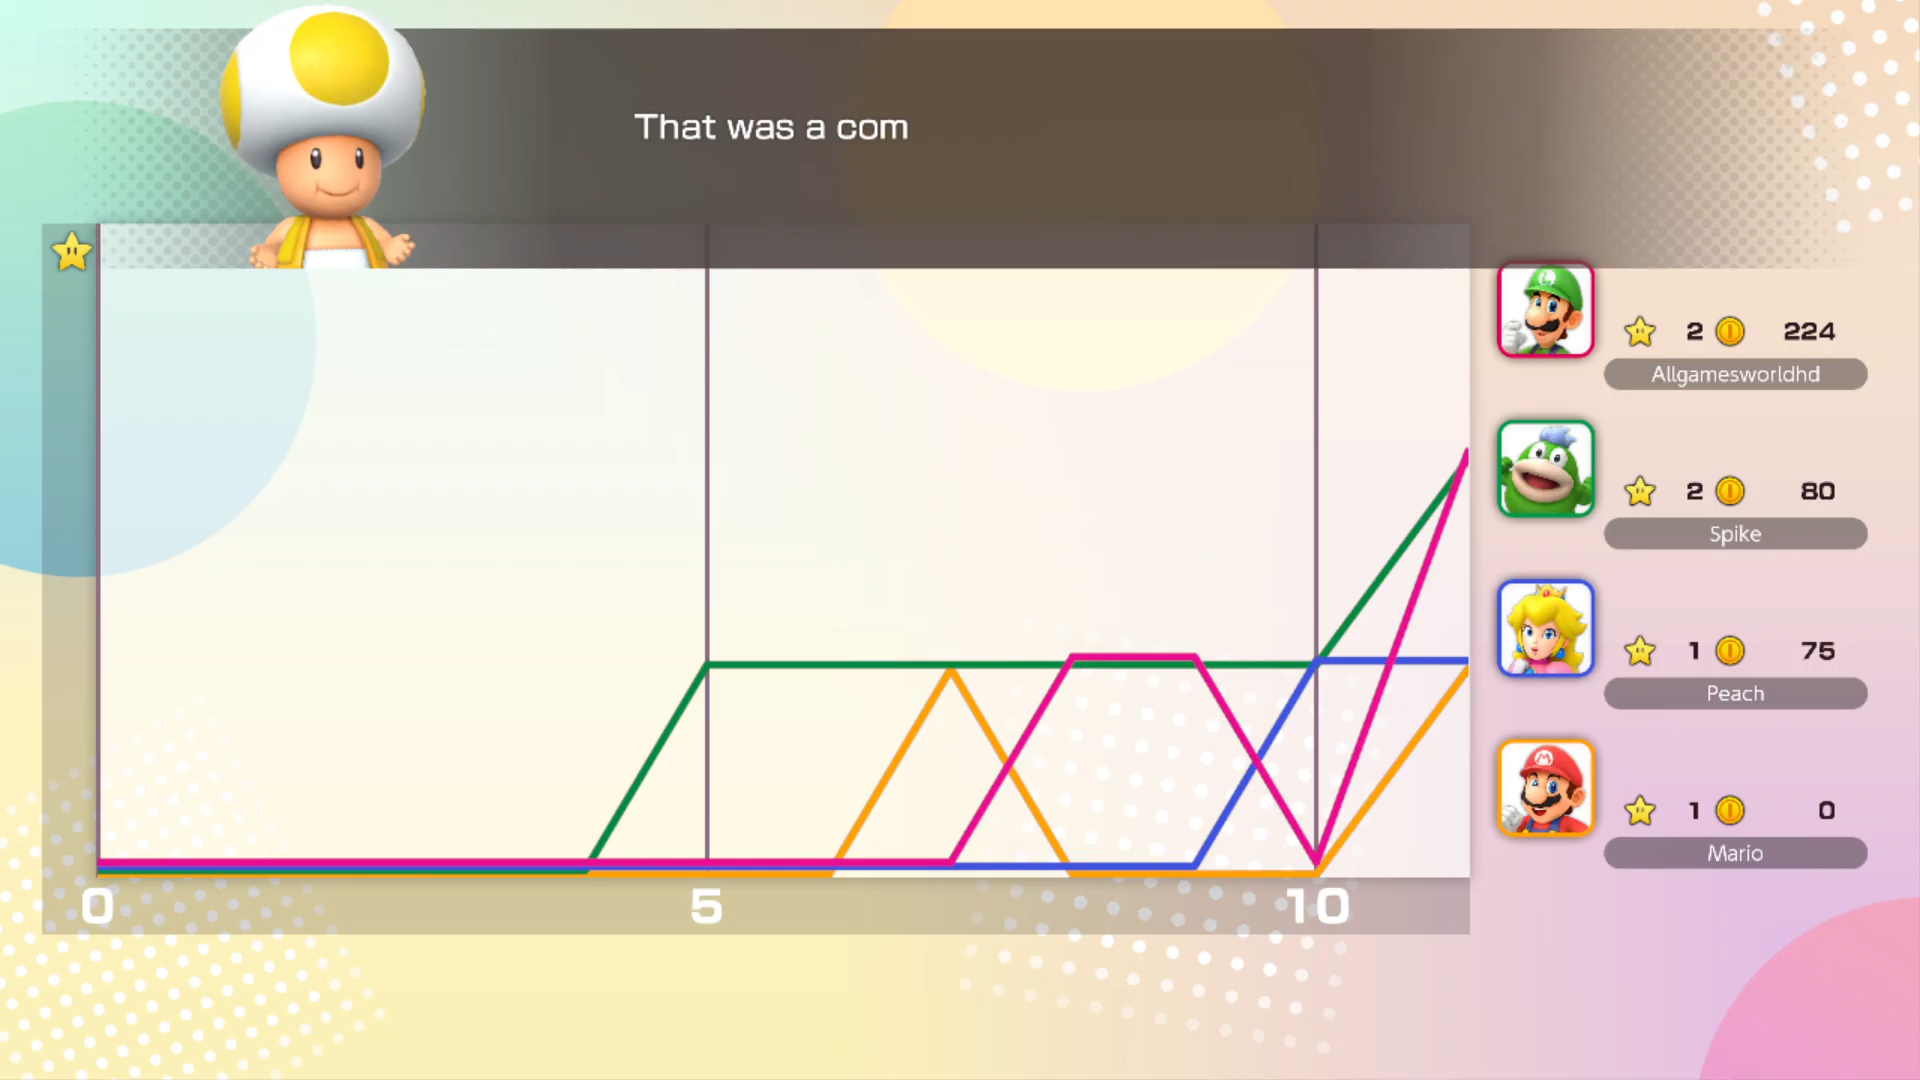 That was a com
2 224
Allgamesworldhd
2 80
Spike
1 75
Peach
1 0
Mario
0 5 10